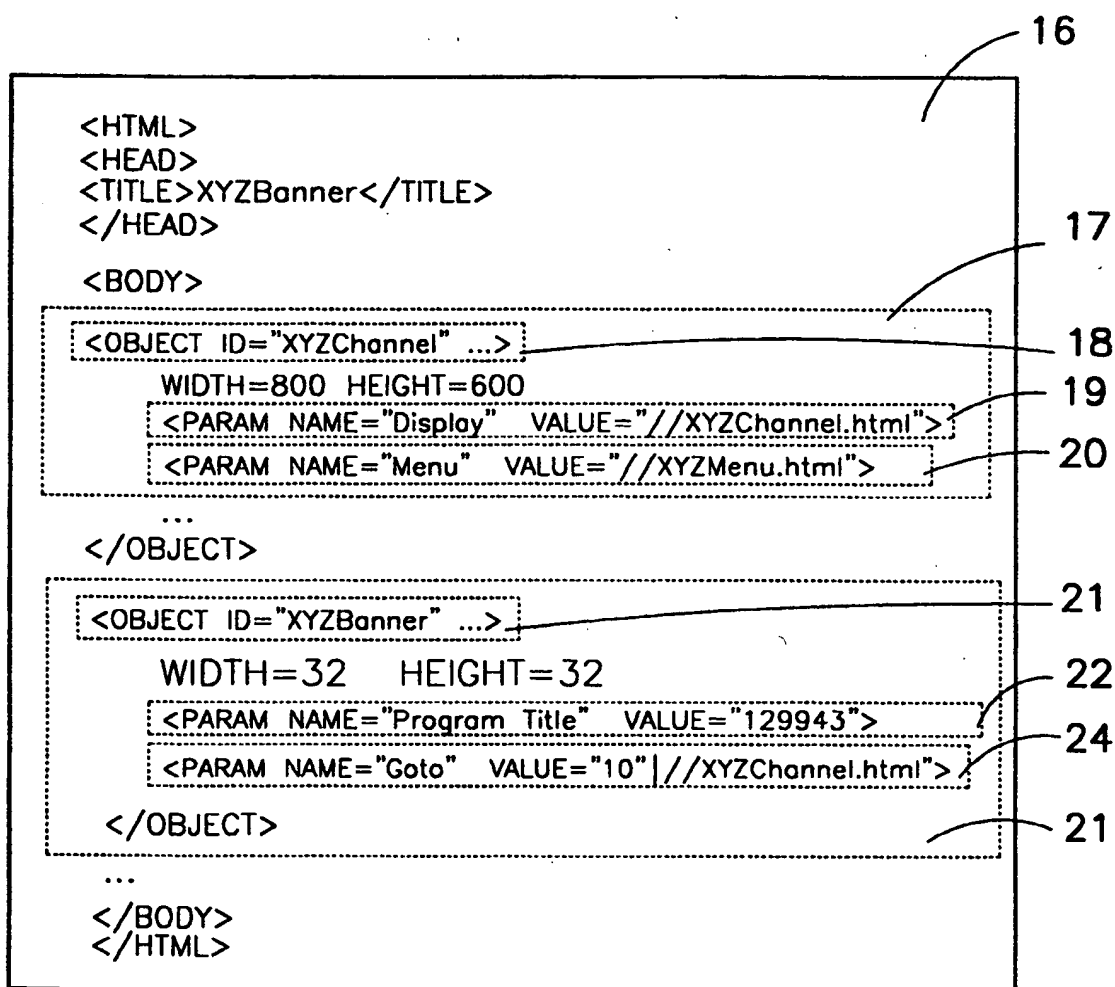 16
<HTML>
<HEAD>
<TITLE>XYZBanner</TITLE>
</HEAD>
17
<BODY>
<OBJECT ID="XYZChannel" ...>
18
WIDTH=800 HEIGHT=600
19
<PARAM NAME="Display" VALUE="//XYZChannel.html">
20
<PARAM NAME="Menu" VALUE="//XYZMenu.html">
...
</OBJECT>
21
<OBJECT ID="XYZBanner" ...>
WIDTH=32 HEIGHT=32
22
<PARAM NAME="Program Title" VALUE="129943">
24
<PARAM NAME="Goto" VALUE="10"|//XYZChannel.html">
</OBJECT>
21
...
</BODY>
</HTML>